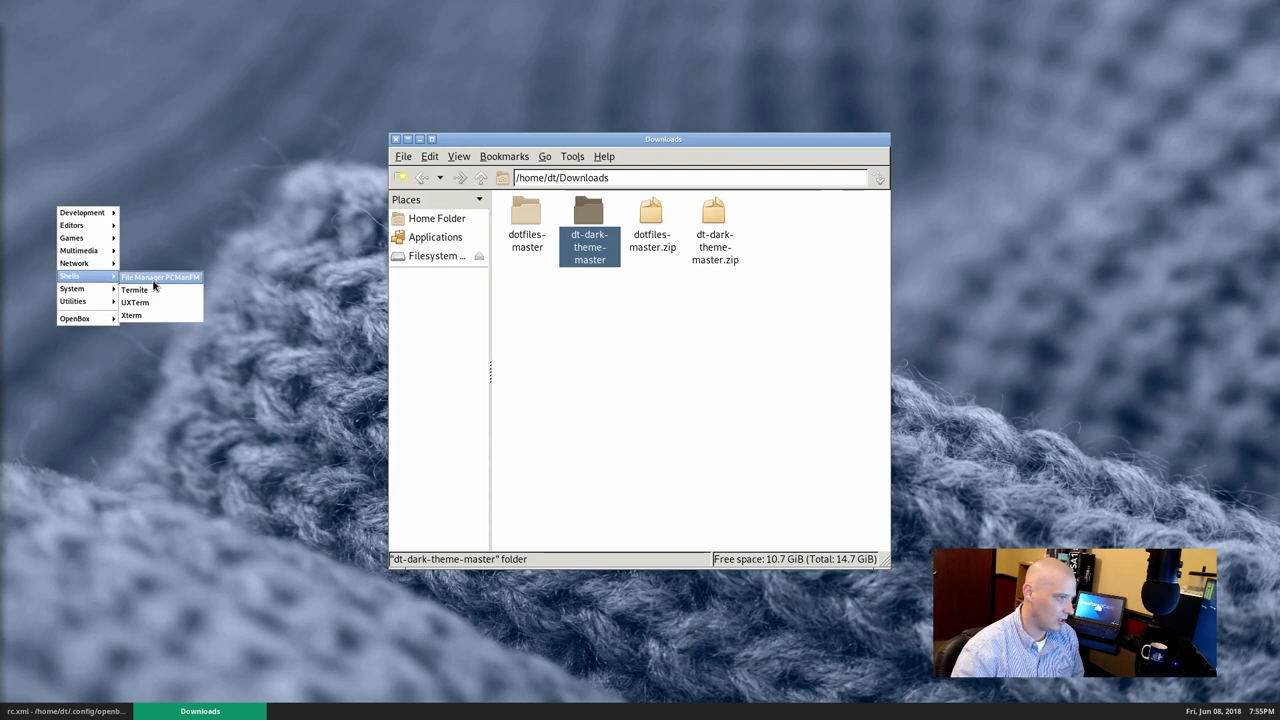 Downloads
File Edit View Bookmarks Go Tools Help
/home/dt/Downloads
Places
Home Folder
Applications
Filesystem ...
dotfiles-
master
dt-dark-
theme-
master
dotfiles-
master.zip
dt-dark-
theme-
master.zip
"dt-dark-theme-master" folder
Free space: 10.7 GiB (Total: 14.7 GiB)
Development
Editors
Games
Multimedia
Network
Shells
System
Utilities
OpenBox
File Manager PCManFM
Termite
UXTerm
Xterm
rc.xml - /home/dt/.config/openb...
Downloads
Fri, Jun 08, 2018 7:55PM